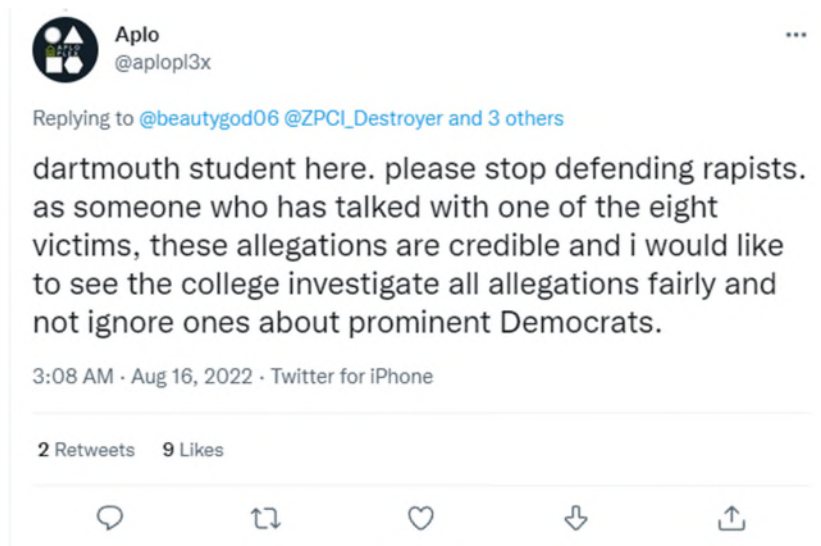 Aplo
@aplopl3x
Replying to @beautygod06 @ZPCI_Destroyer and 3 others
dartmouth student here. please stop defending rapists.
as someone who has talked with one of the eight
victims, these allegations are credible and i would like
to see the college investigate all allegations fairly and
not ignore ones about prominent Democrats.
3:08 AM · Aug 16, 2022 · Twitter for iPhone
2 Retweets 9 Likes